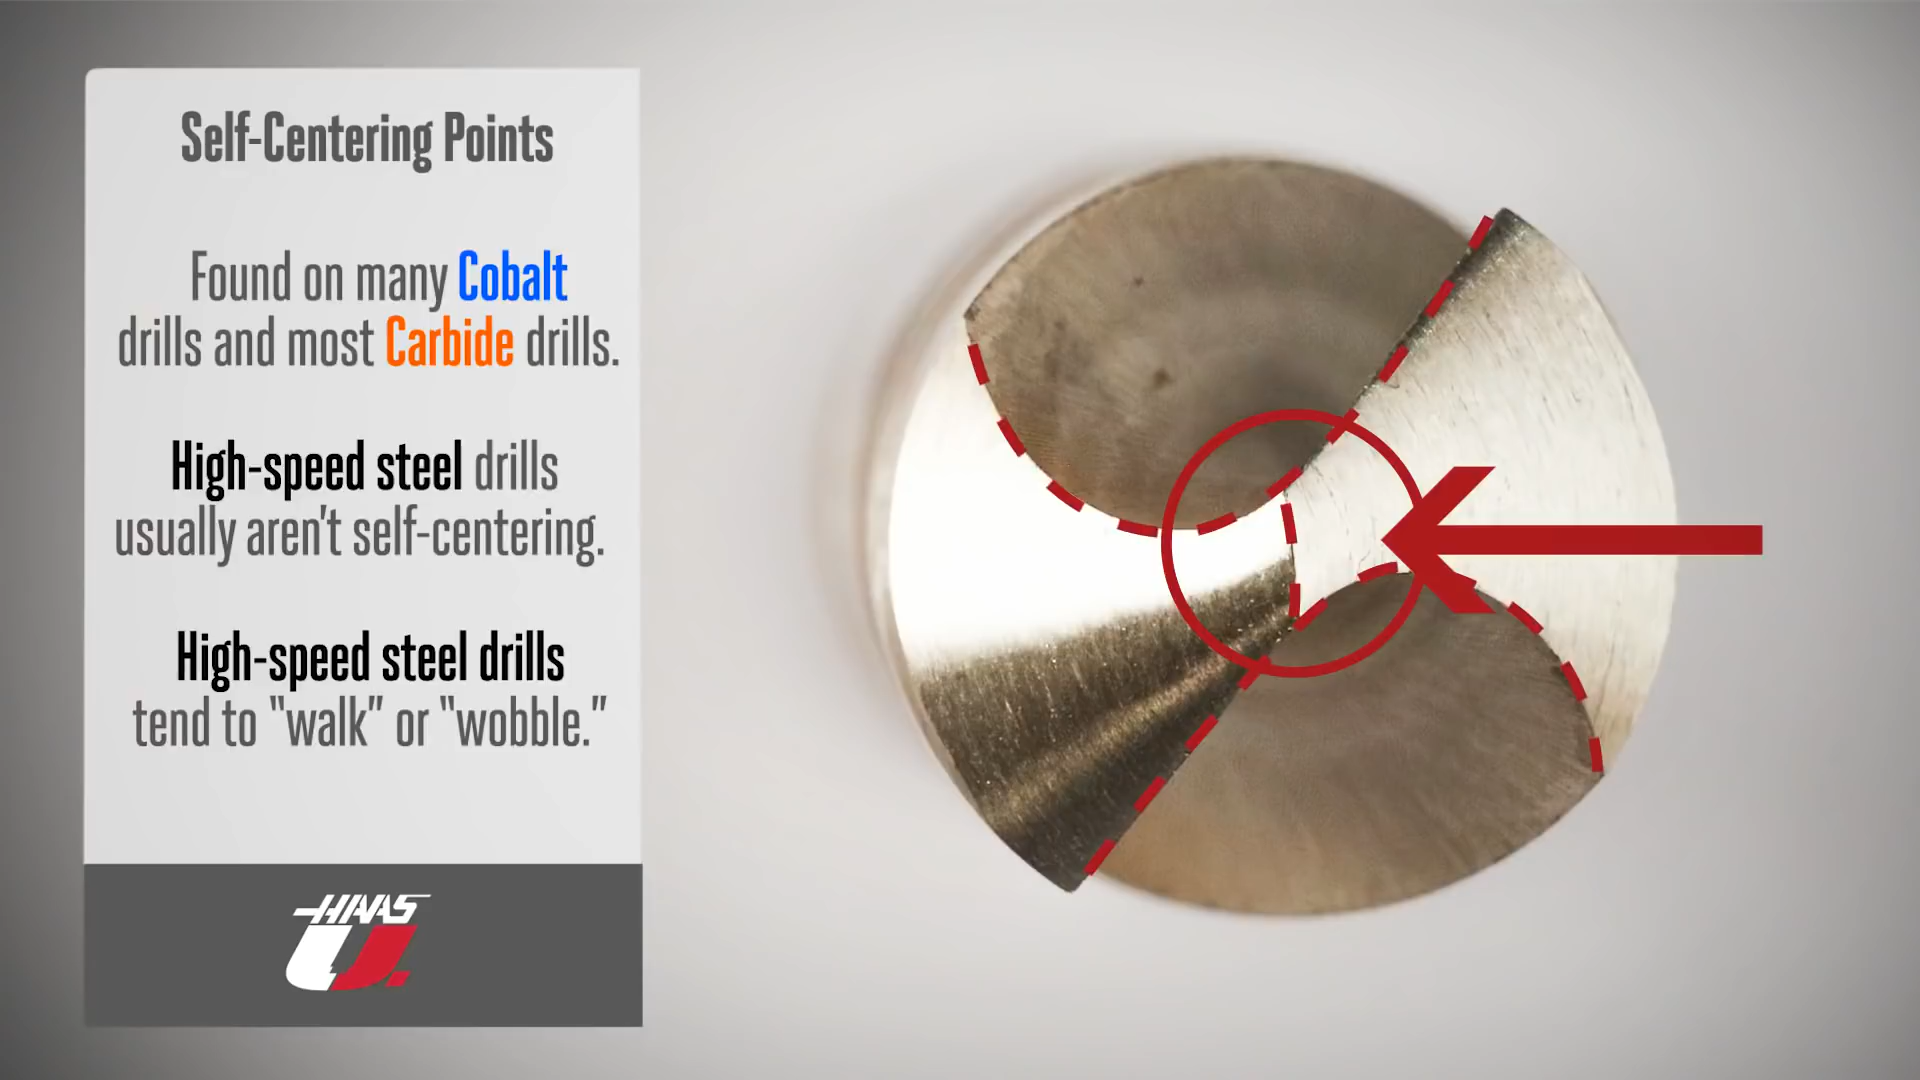 Self-Centering Points
Found on many Cobalt
drills and most Carbide drills.
High-speed steel drills
usually aren't self-centering.
High-speed steel drills
tend to “walk” or “wobble.”
HAAS
U.